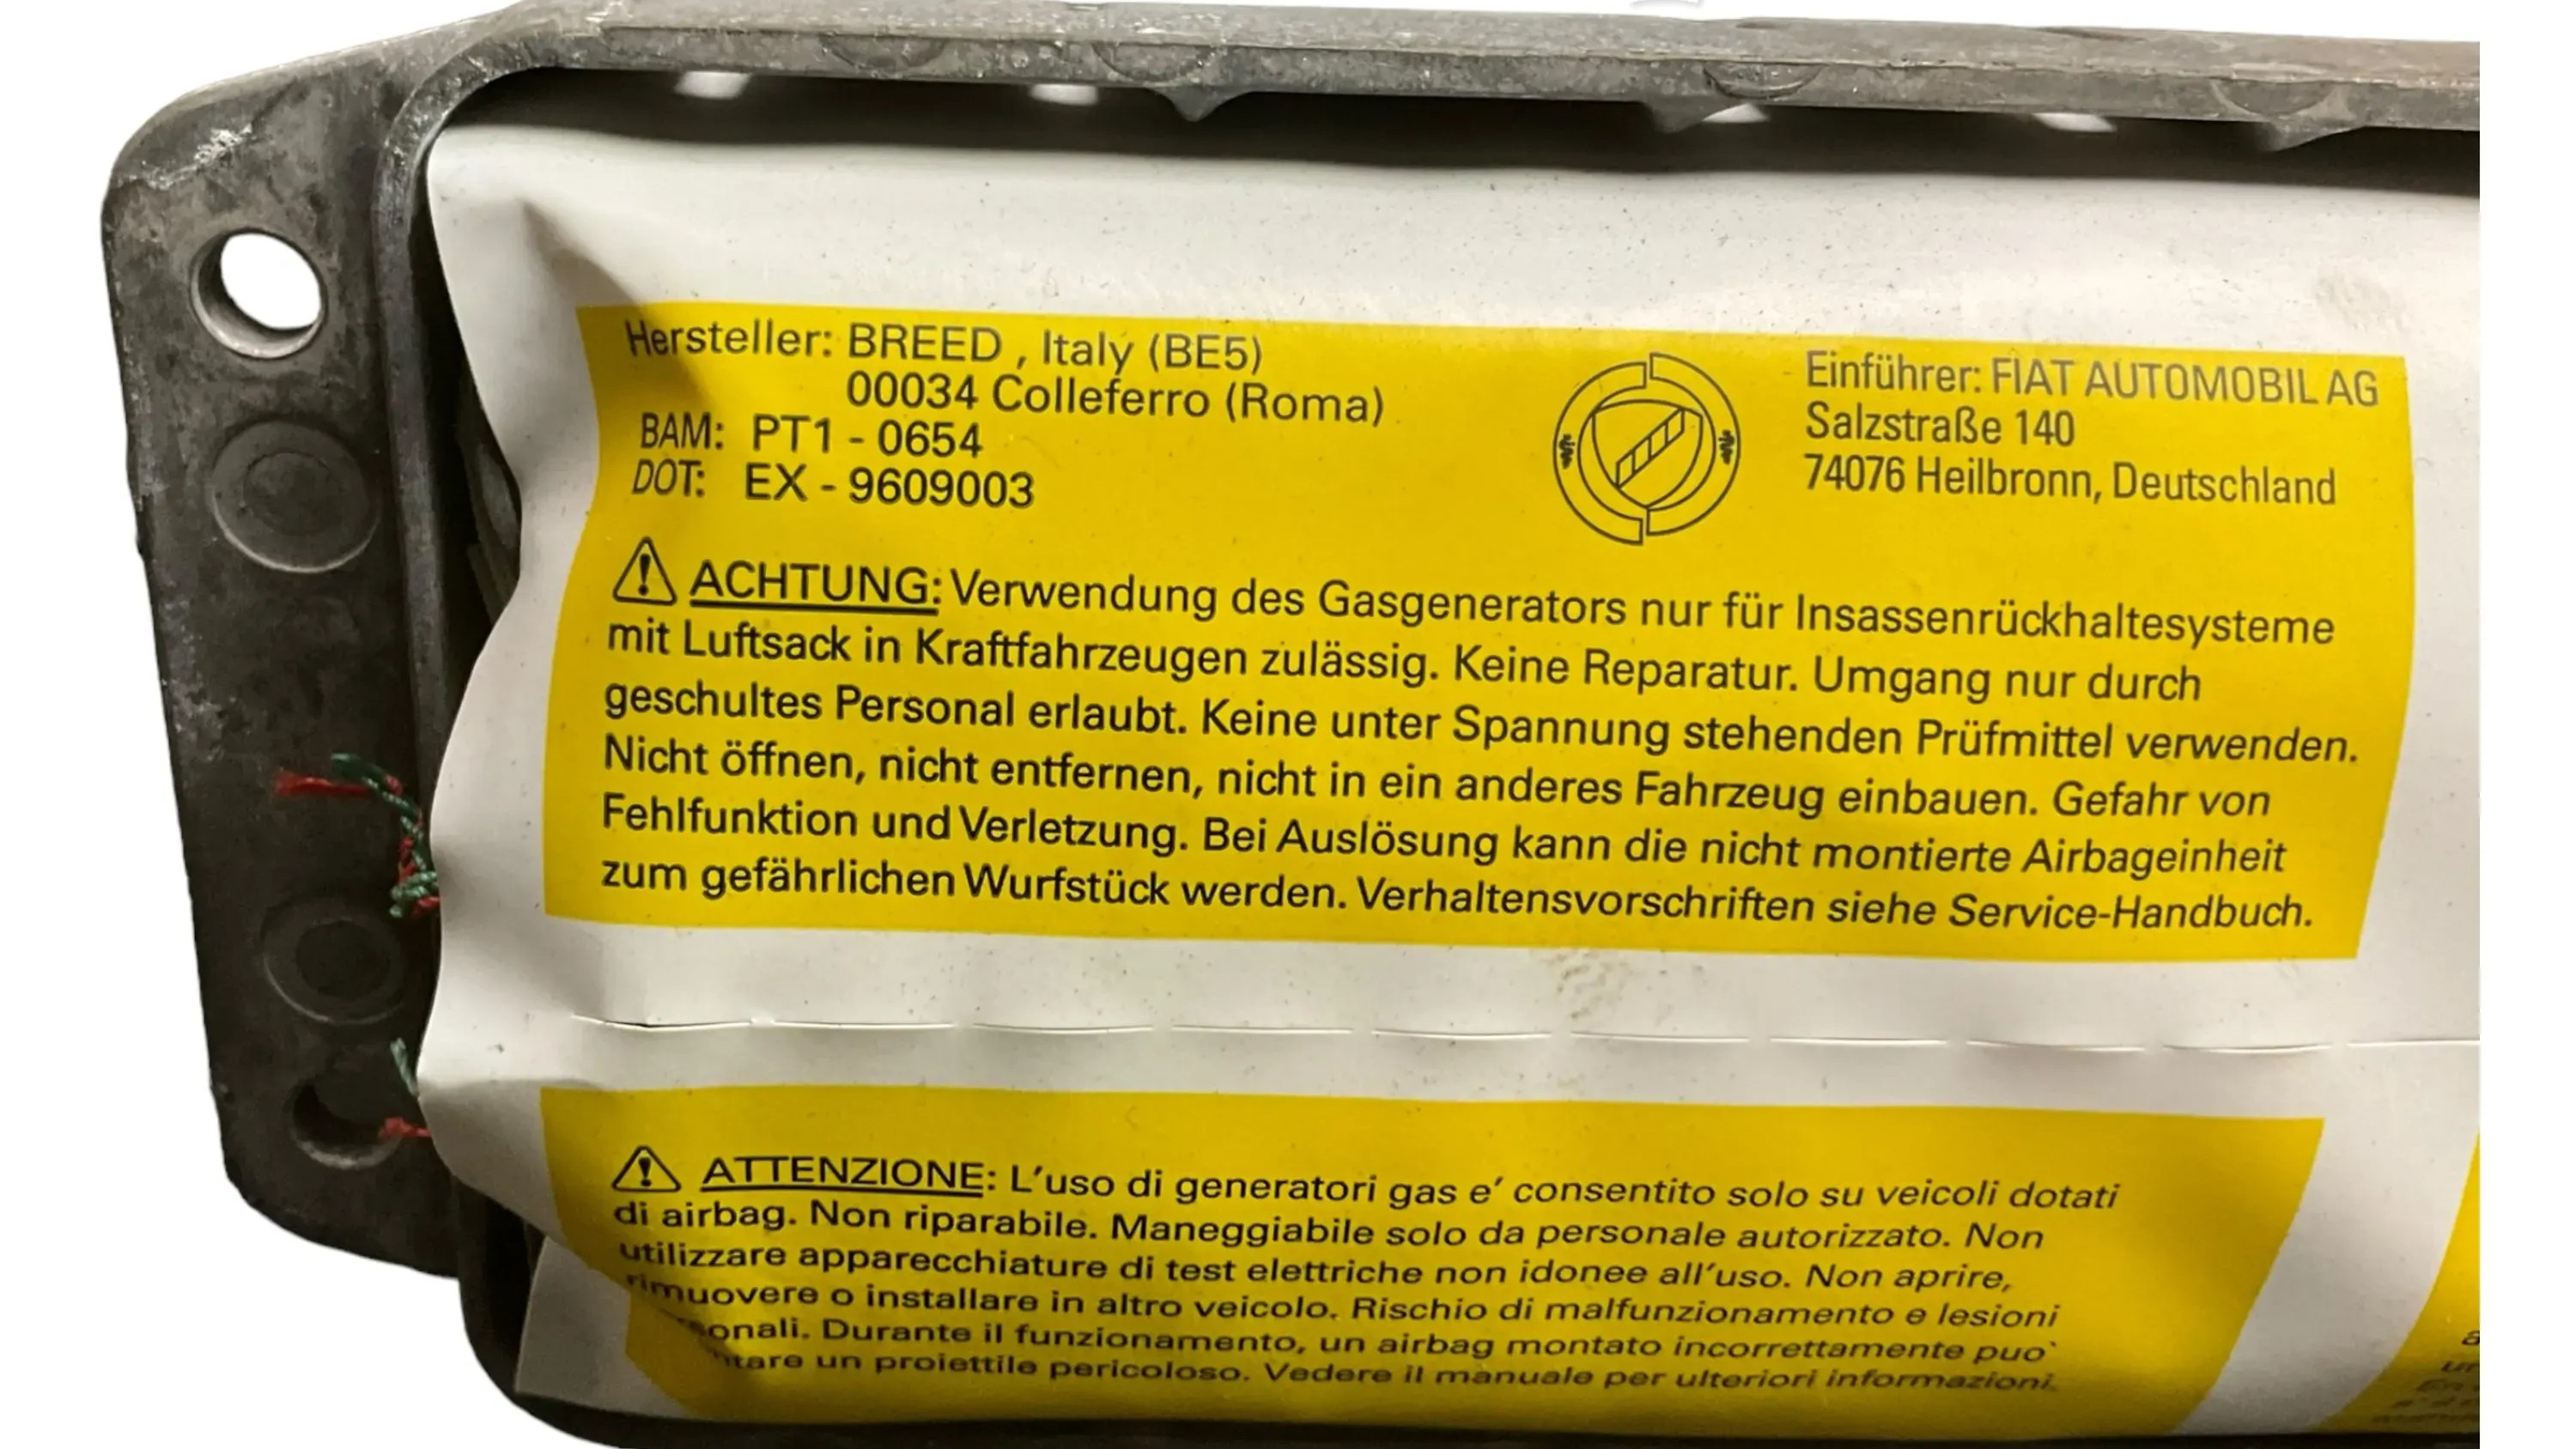 Hersteller: BREED , Italy (BE5)
00034 Colleferro (Roma)
BAM: PT1 - 0654
DOT: EX - 9609003
Einführer: FIAT AUTOMOBIL AG
Salzstraße 140
74076 Heilbronn, Deutschland
ACHTUNG: Verwendung des Gasgenerators nur für Insassenrückhaltesysteme
mit Luftsack in Kraftfahrzeugen zulässig. Keine Reparatur. Umgang nur durch
geschultes Personal erlaubt. Keine unter Spannung stehenden Prüfmittel verwenden.
Nicht öffnen, nicht entfernen, nicht in ein anderes Fahrzeug einbauen. Gefahr von
Fehlfunktion und Verletzung. Bei Auslösung kann die nicht montierte Airbageinheit
zum gefährlichen Wurfstück werden. Verhaltensvorschriften siehe Service-Handbuch.
ATTENZIONE: L'uso di generatori gas e' consentito solo su veicoli dotati
di airbag. Non riparabile. Maneggiabile solo da personale autorizzato. Non
utilizzare apparecchiature di test elettriche non idonee all'uso. Non aprire,
rimuovere o installare in altro veicolo. Rischio di malfunzionamento e lesioni
Durante il funzionamento, un airbag montato incorrettamente puo`
un proiettile pericoloso. Vedere il manuale per ulteriori informazioni.